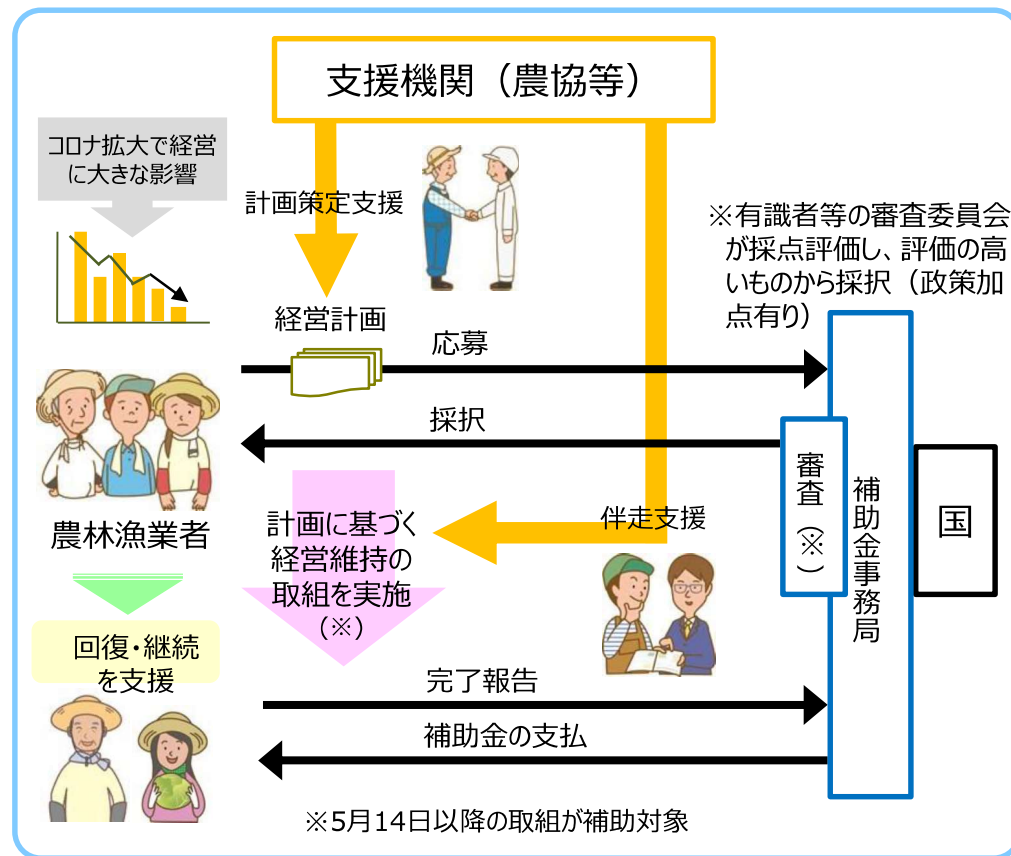 支援機関（農協等）
コロナ拡大で経営
に大きな影響
計画策定支援
※有識者等の審査委員会
が採点評価し、評価の高
いものから採択（政策加
点有り）
経営計画
応募
採択
農林漁業者
計画に基づく
経営維持の
取組を実施
（※）
伴走支援
審査（※）
補助金事務局
国
回復・継続
を支援
完了報告
補助金の支払
※5月14日以降の取組が補助対象